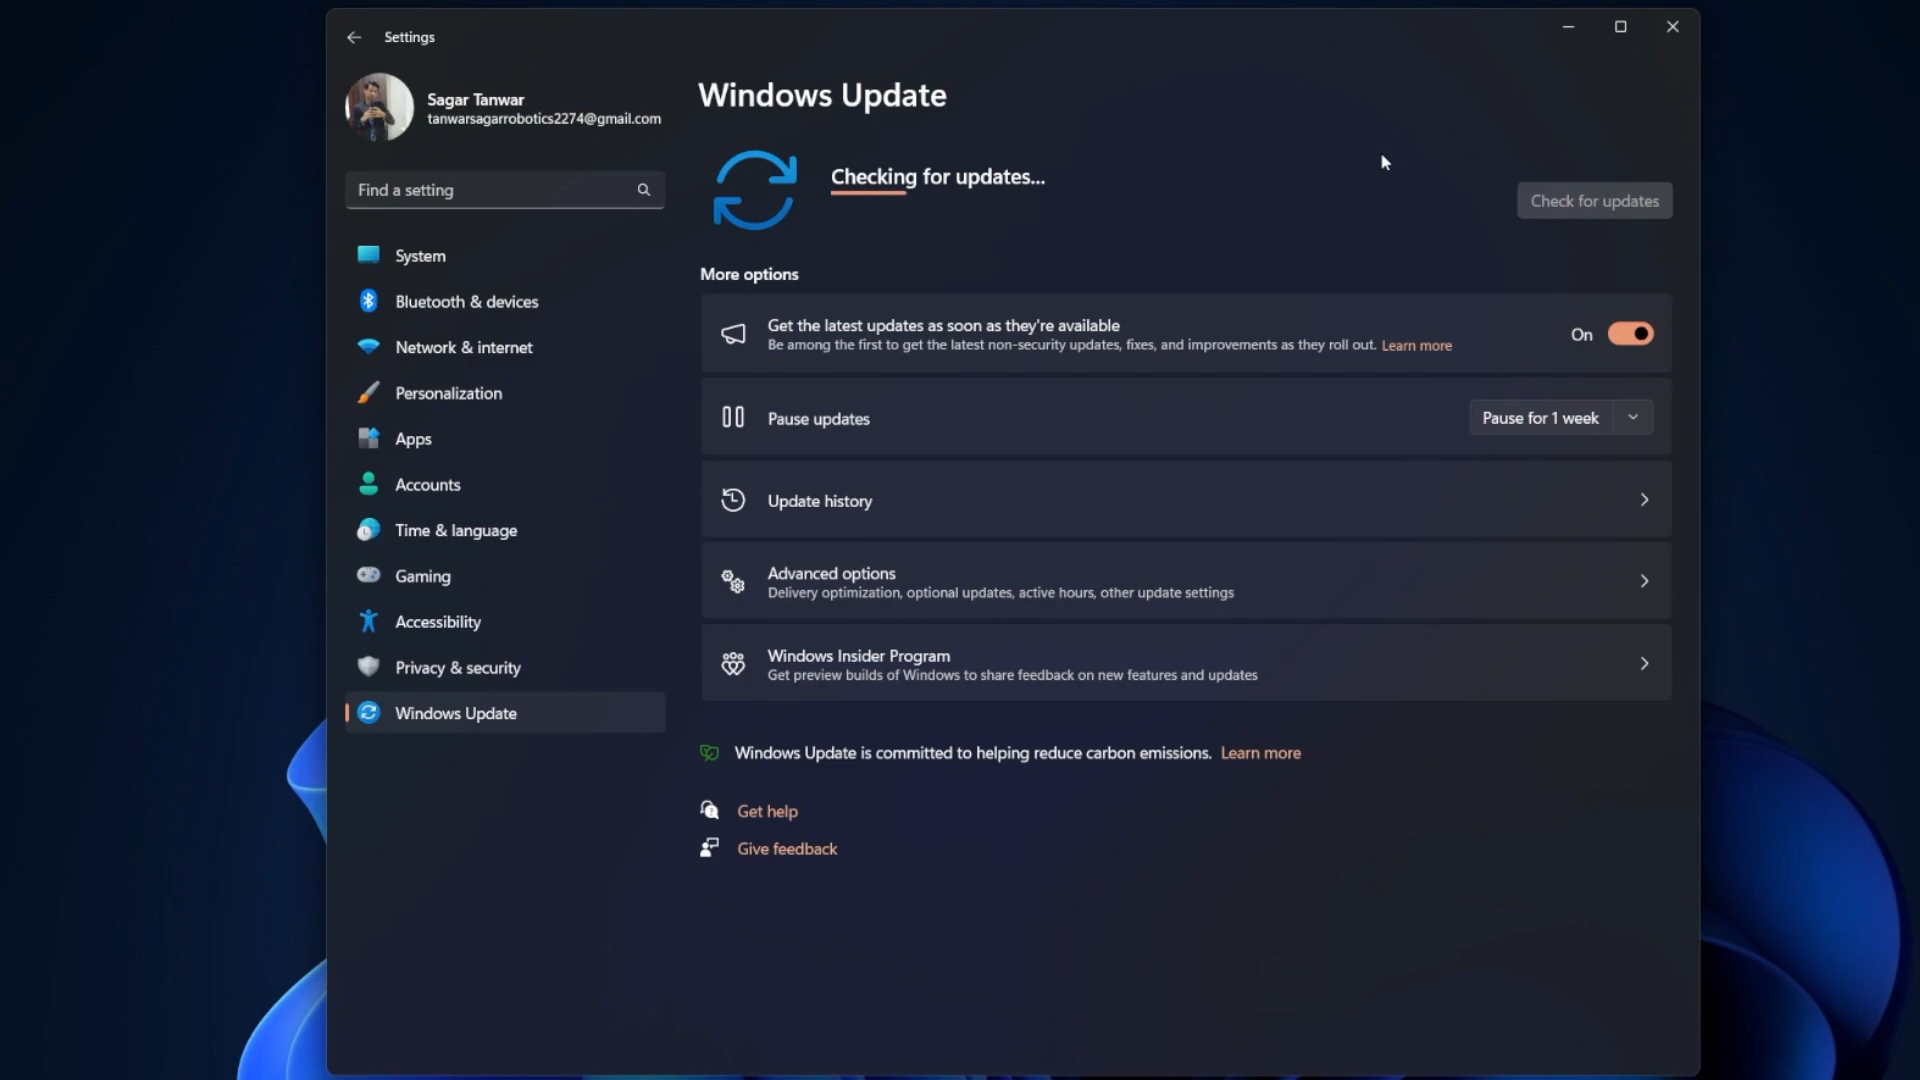 Settings
Sagar Tanwar
tanwarsagarrobotics2274@gmail.com
Find a setting
System
Bluetooth & devices
Network & internet
Personalization
Apps
Accounts
Time & language
Gaming
Accessibility
Privacy & security
Windows Update
Windows Update
Checking for updates...
Check for updates
More options
Get the latest updates as soon as they're available
Be among the first to get the latest non-security updates, fixes, and improvements as they roll out. Learn more
On
Pause updates
Pause for 1 week
Update history
Advanced options
Delivery optimization, optional updates, active hours, other update settings
Windows Insider Program
Get preview builds of Windows to share feedback on new features and updates
Windows Update is committed to helping reduce carbon emissions. Learn more
Get help
Give feedback